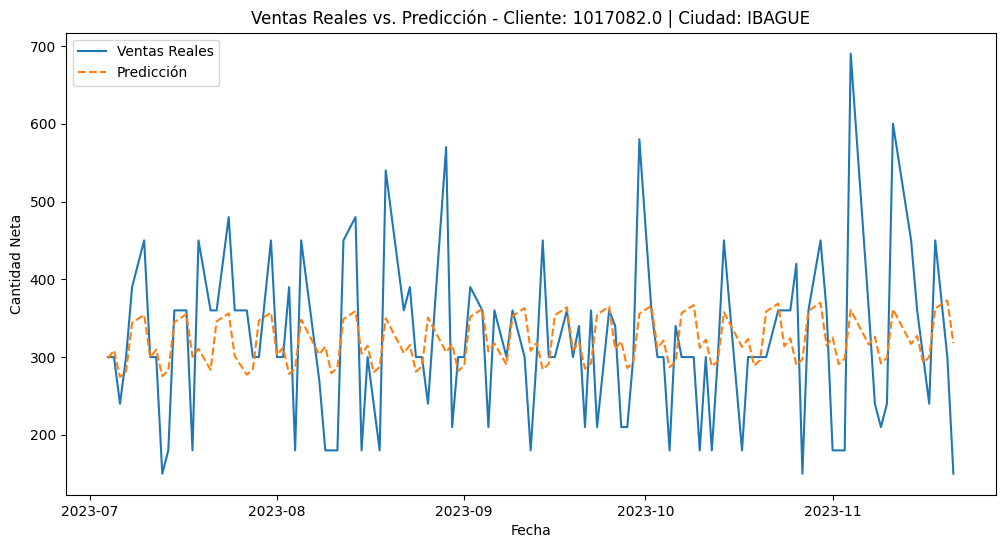 Ventas Reales vs. Predicción - Cliente: 1017082.0 | Ciudad: IBAGUE
Ventas Reales
Predicción
Cantidad Neta
700
600
500
400
300
200
2023-07
2023-08
2023-09
2023-10
2023-11
Fecha